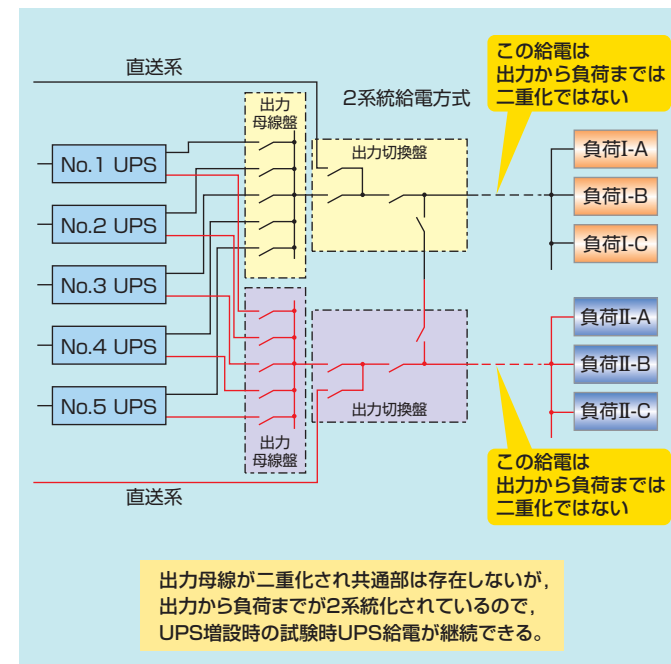 直送系
出力
母線盤
2系統給電方式
この給電は
出力から負荷までは
二重化ではない
出力切換盤
No.1 UPS
No.2 UPS
No.3 UPS
No.4 UPS
No.5 UPS
負荷Ⅰ-A
負荷Ⅰ-B
負荷Ⅰ-C
負荷Ⅱ-A
負荷Ⅱ-B
負荷Ⅱ-C
出力切換盤
出力
母線盤
直送系
この給電は
出力から負荷までは
二重化ではない
出力母線が二重化され共通部は存在しないが，
出力から負荷までが2系統化されているので，
UPS増設時の試験時UPS給電が継続できる。